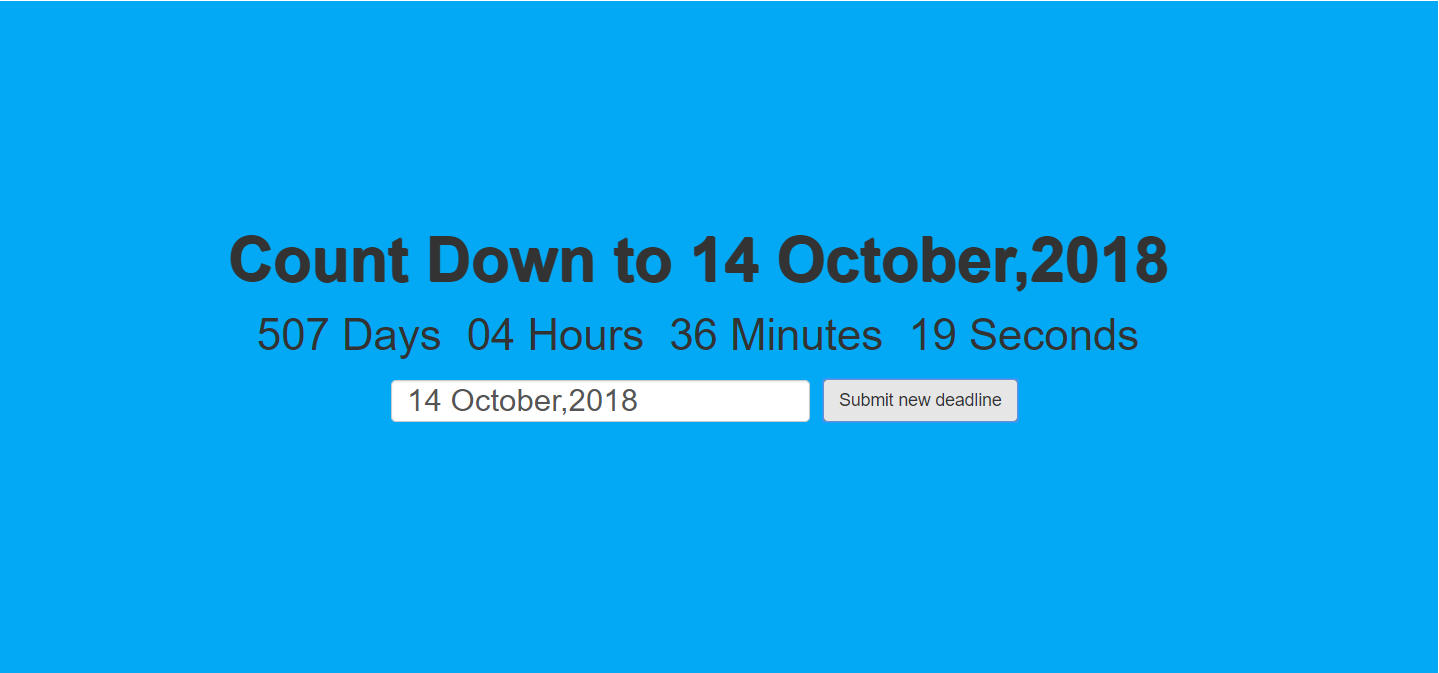 Count Down to 14 October,2018
507 Days 04 Hours 36 Minutes 19 Seconds
14 October,2018 Submit new deadline